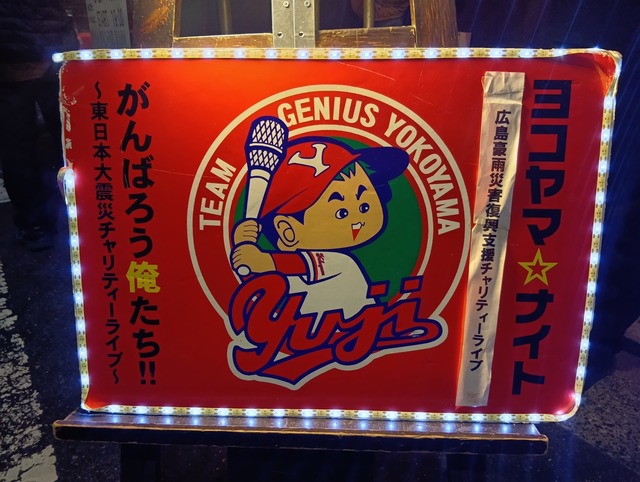 ヨコヤマ☆ナイト
広島豪雨災害復興支援チャリティーライブ
TEAM GENIUS YOKOYAMA
Yuji
がんばろう俺たち!!
～東日本大震災チャリティーライブ～